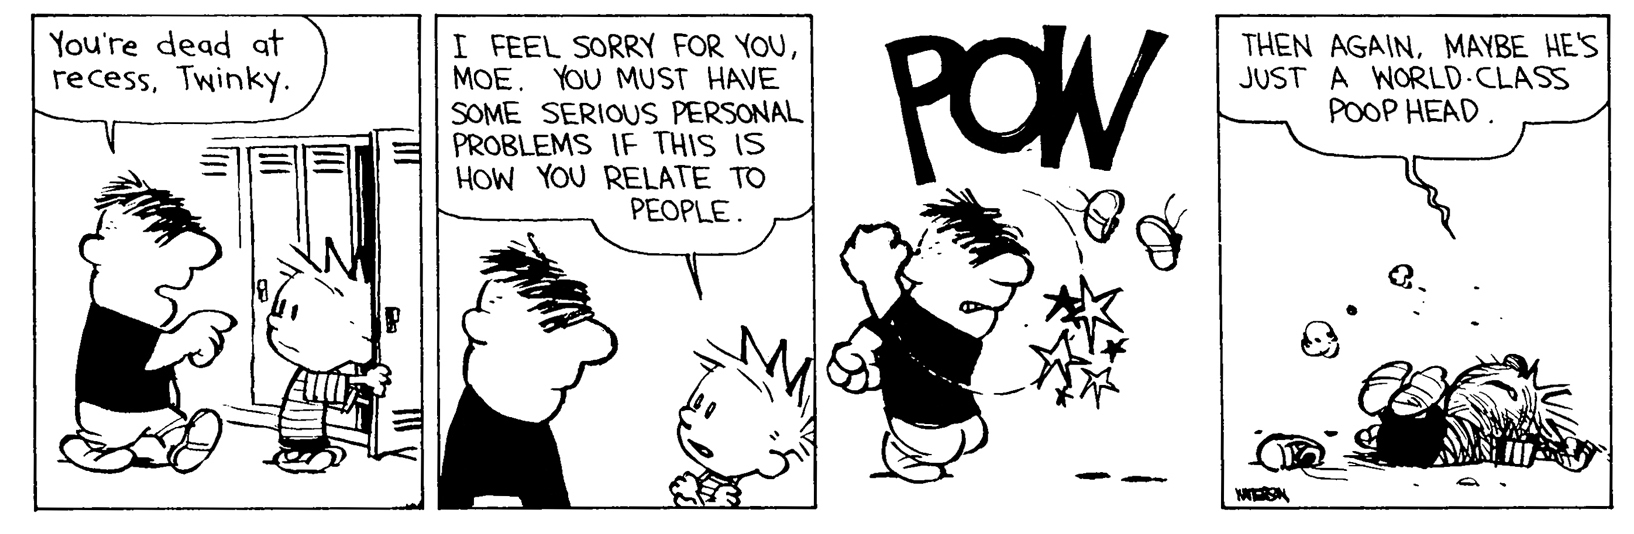 You're dead at
recess, Twinky.
I FEEL SORRY FOR YOU,
MOE. YOU MUST HAVE
SOME SERIOUS PERSONAL
PROBLEMS IF THIS IS
HOW YOU RELATE TO
PEOPLE.
POW
THEN AGAIN, MAYBE HE'S
JUST A WORLD-CLASS
POOP HEAD.
WATTERSON